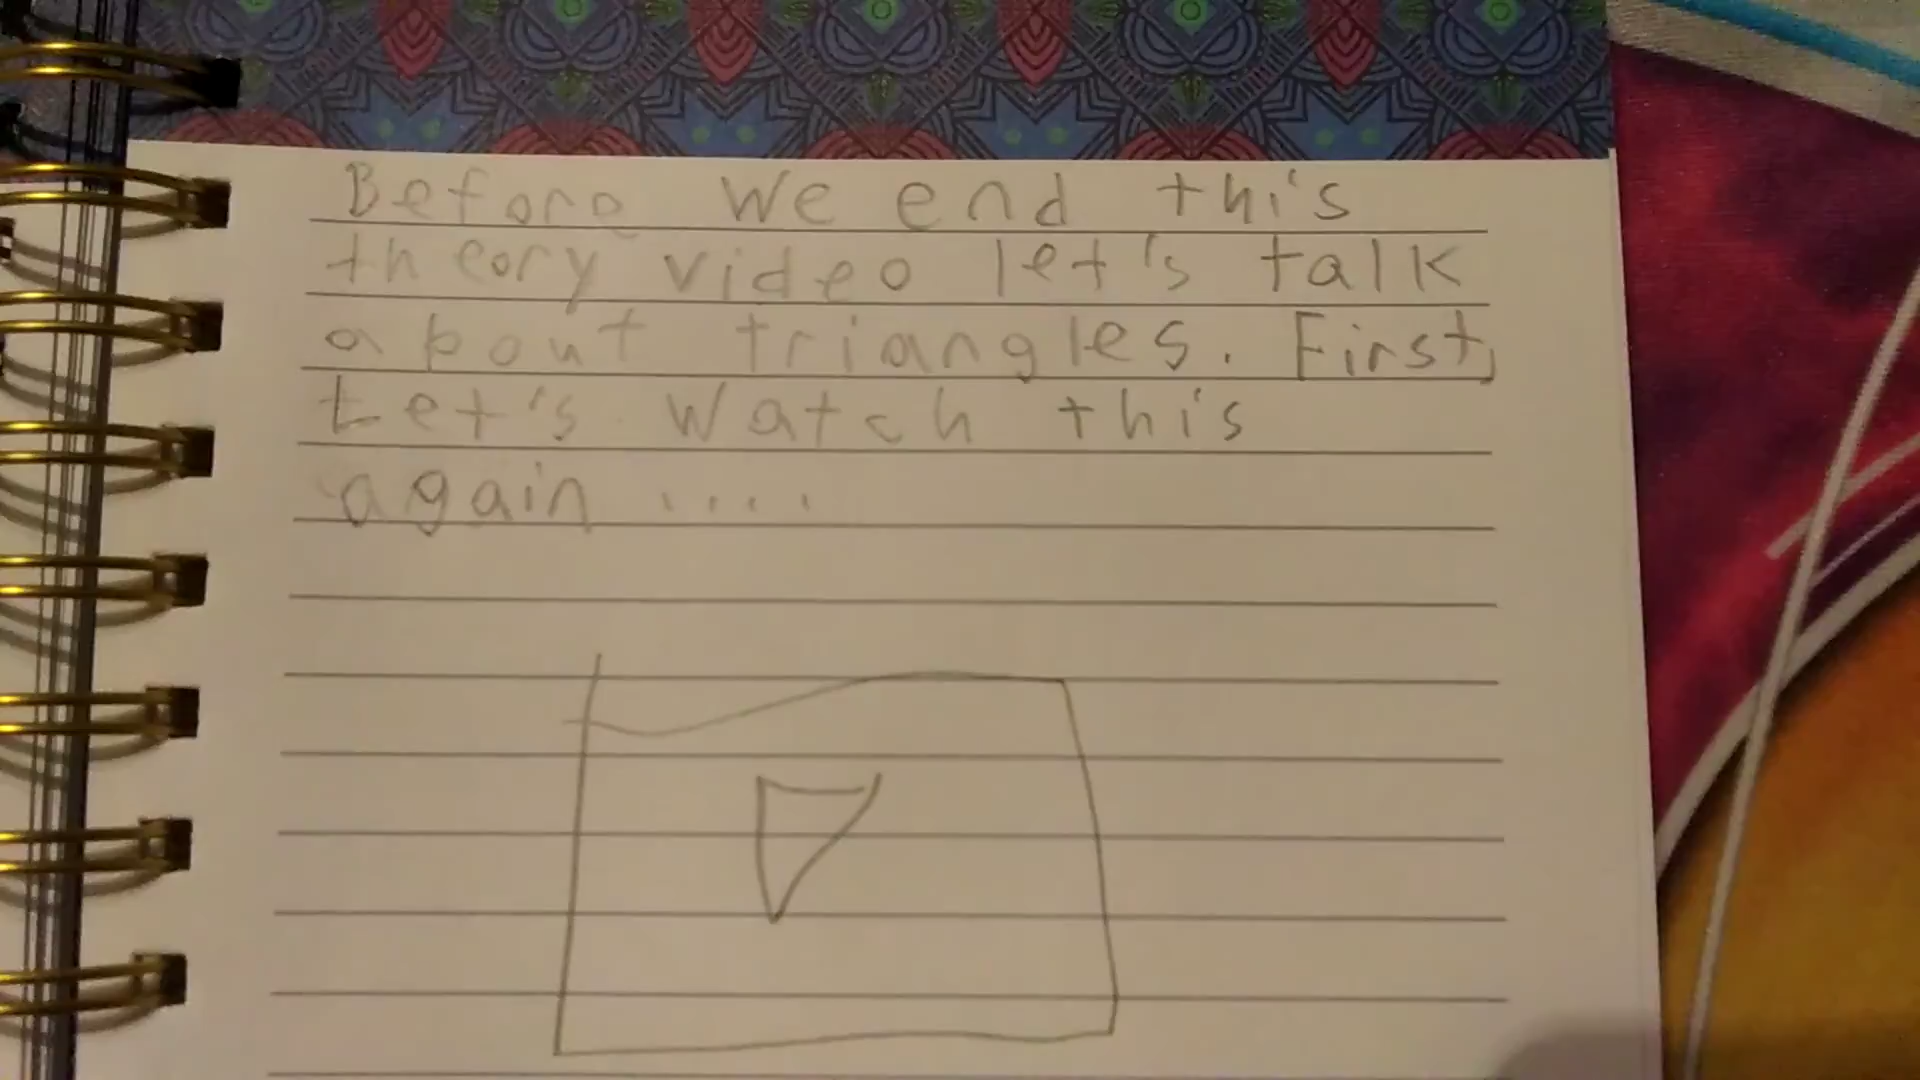 Before We end this
theory video let's talk
about triangles. First,
Let's Watch this
again ....